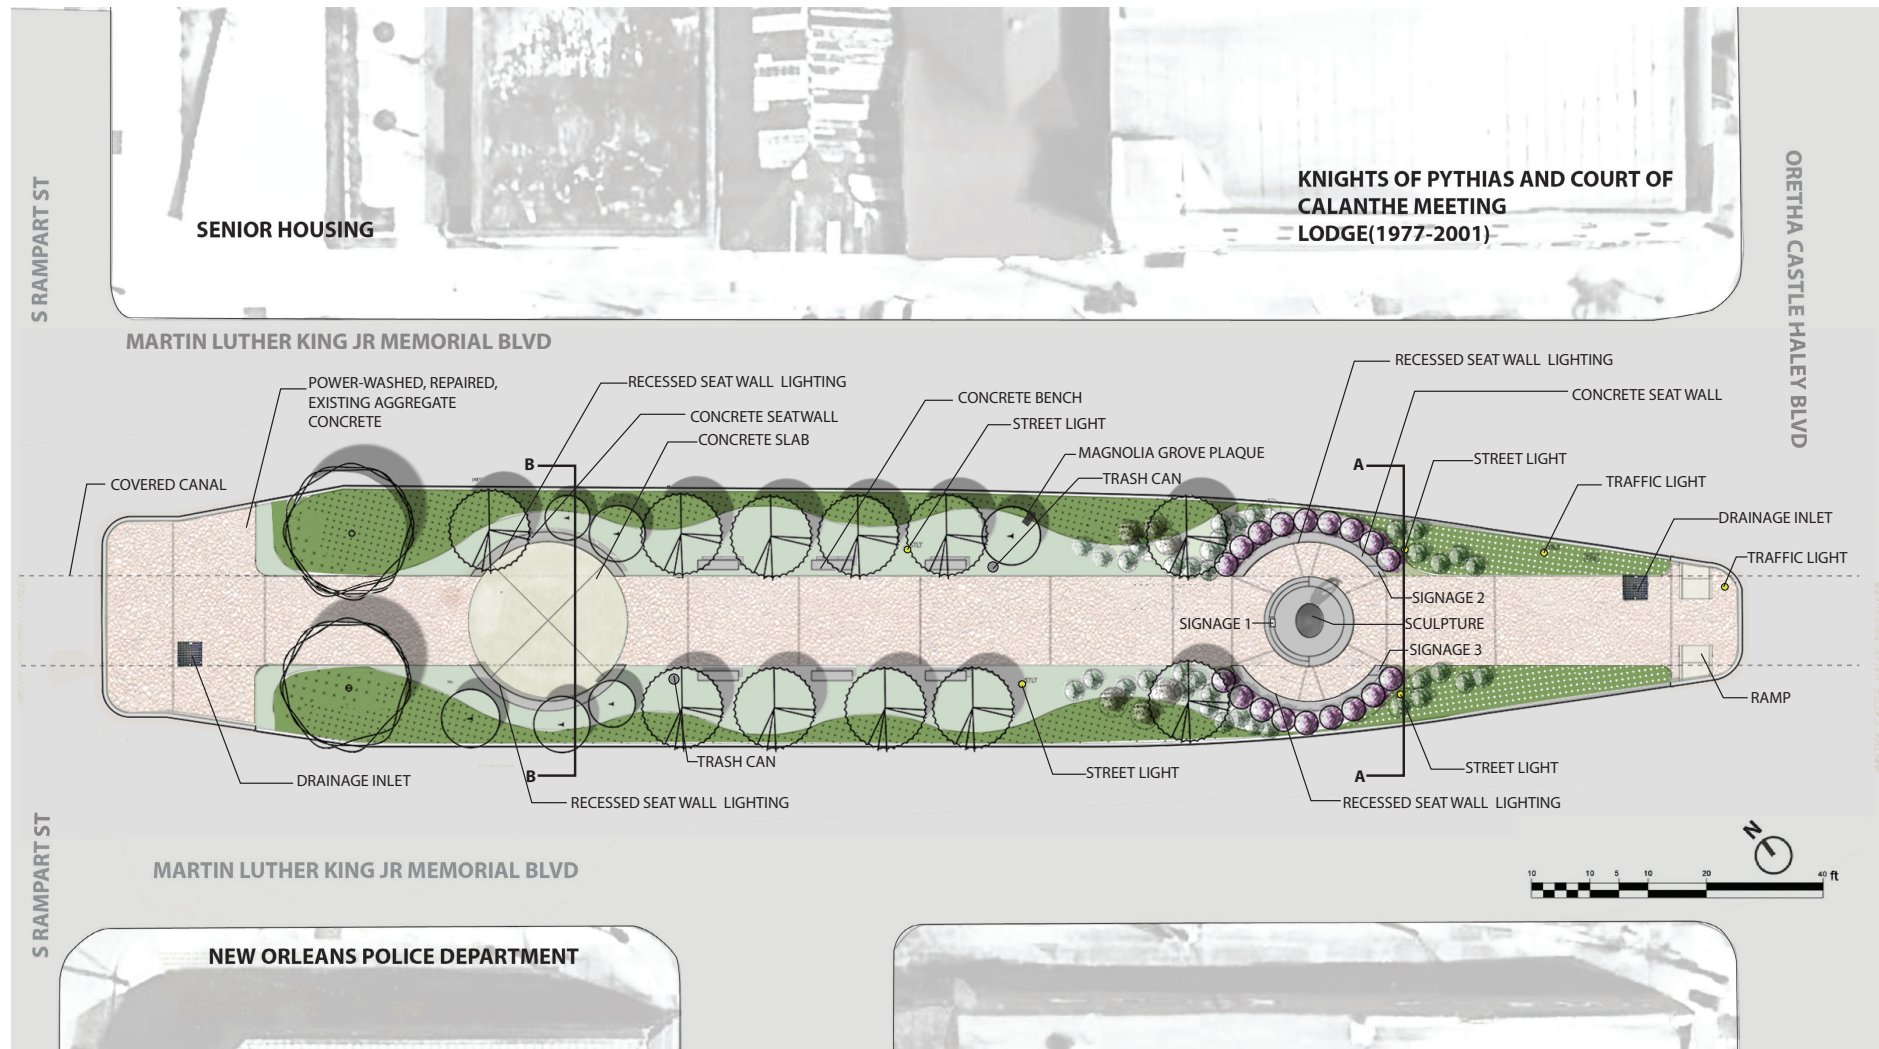 S RAMPART ST
SENIOR HOUSING
KNIGHTS OF PYTHIAS AND COURT OF
CALANTHE MEETING
LODGE(1977-2001)
ORETHA CASTLE HALEY BLVD
MARTIN LUTHER KING JR MEMORIAL BLVD
POWER-WASHED, REPAIRED,
EXISTING AGGREGATE
CONCRETE
RECESSED SEAT WALL LIGHTING
CONCRETE SEATWALL
CONCRETE SLAB
CONCRETE BENCH
STREET LIGHT
MAGNOLIA GROVE PLAQUE
TRASH CAN
RECESSED SEAT WALL LIGHTING
CONCRETE SEAT WALL
STREET LIGHT
TRAFFIC LIGHT
DRAINAGE INLET
TRAFFIC LIGHT
COVERED CANAL
B
A
SIGNAGE 1
SIGNAGE 2
SCULPTURE
SIGNAGE 3
RAMP
DRAINAGE INLET
B
RECESSED SEAT WALL LIGHTING
TRASH CAN
STREET LIGHT
A
STREET LIGHT
RECESSED SEAT WALL LIGHTING
S RAMPART ST
MARTIN LUTHER KING JR MEMORIAL BLVD
N
10 10 5 10 20 40 ft
NEW ORLEANS POLICE DEPARTMENT